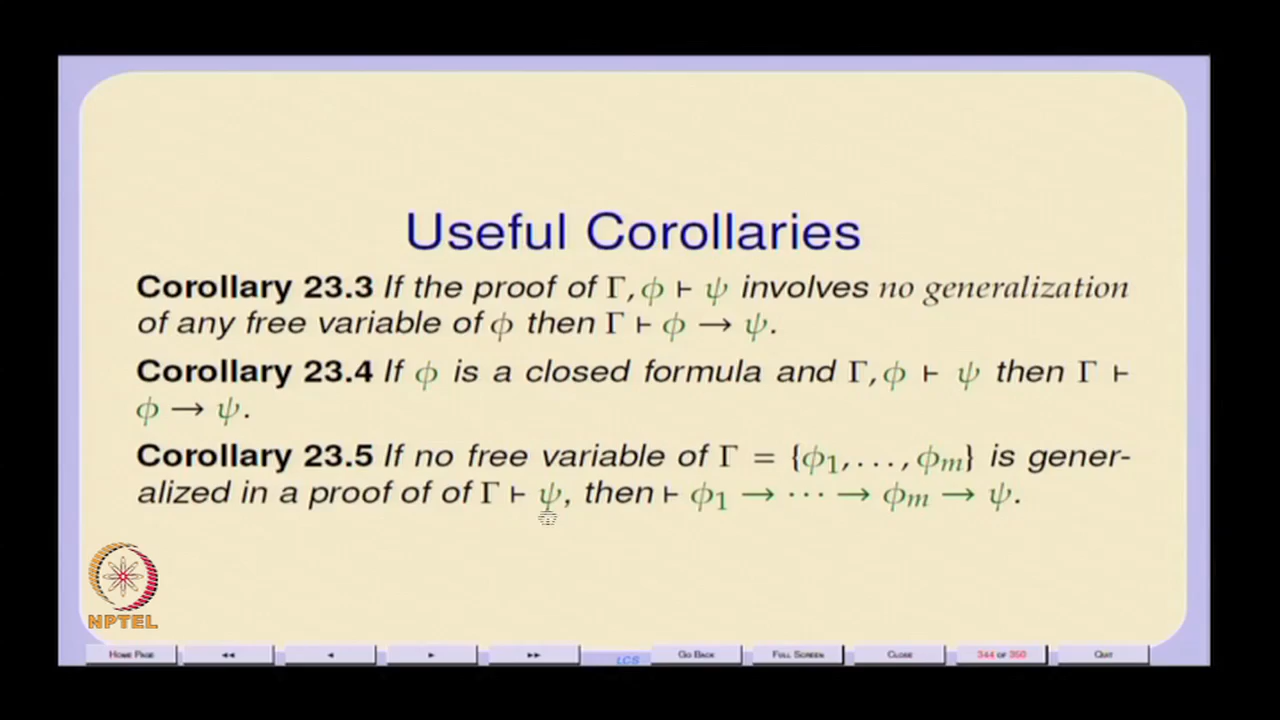 Useful Corollaries
Corollary 23.3 If the proof of Γ, ϕ ⊢ ψ involves no generalization
of any free variable of ϕ then Γ ⊢ ϕ → ψ.
Corollary 23.4 If ϕ is a closed formula and Γ, ϕ ⊢ ψ then Γ ⊢
ϕ → ψ.
Corollary 23.5 If no free variable of Γ = {ϕ₁, . . . , ϕₘ} is gener-
alized in a proof of of Γ ⊢ ψ, then ⊢ ϕ₁ → ··· → ϕₘ → ψ.
NPTEL
HOME PAGE ◄◄ ◄ ► ►► LCS GO BACK FULL SCREEN CLOSE 344 OF 350 QUIT